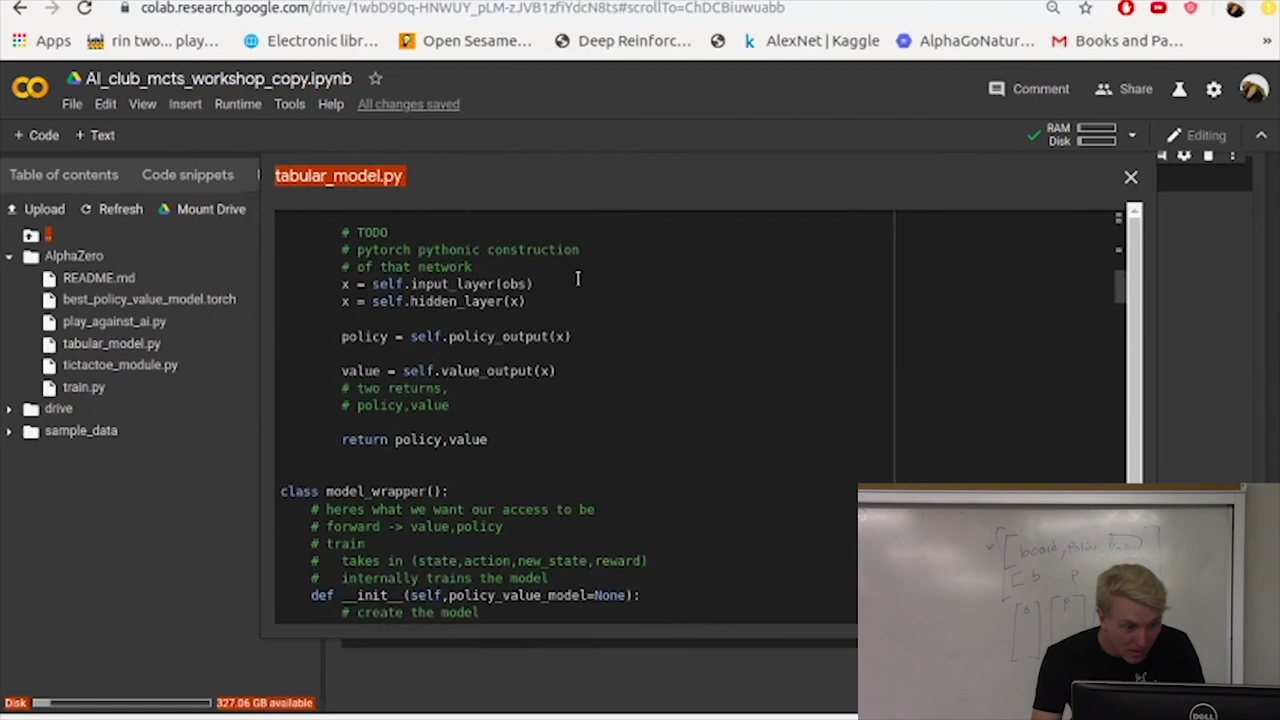 colab.research.google.com/drive/1wbD9Dq-HNWUY_pLM-zJVB1zfiYdcN8ts#scrollTo=ChDCBiuwuabb
Apps rin two... play... Electronic libr... Open Sesame... Deep Reinforc... AlexNet | Kaggle AlphaGoNatur... Books and Pa... »
AI_club_mcts_workshop_copy.ipynb
File Edit View Insert Runtime Tools Help All changes saved
Comment Share
+ Code + Text
RAM
Disk
Editing
Table of contents Code snippets
Upload Refresh Mount Drive
..
AlphaZero
README.md
best_policy_value_model.torch
play_against_ai.py
tabular_model.py
tictactoe_module.py
train.py
drive
sample_data
Disk 327.06 GB available
tabular_model.py
# TODO
# pytorch pythonic construction
# of that network
x = self.input_layer(obs)
x = self.hidden_layer(x)
policy = self.policy_output(x)
value = self.value_output(x)
# two returns,
# policy,value
return policy,value
class model_wrapper():
# heres what we want our access to be
# forward -> value,policy
# train
# takes in (state,action,new_state,reward)
# internally trains the model
def __init__(self,policy_value_model=None):
# create the model
board, Policy
b P
b P
DELL